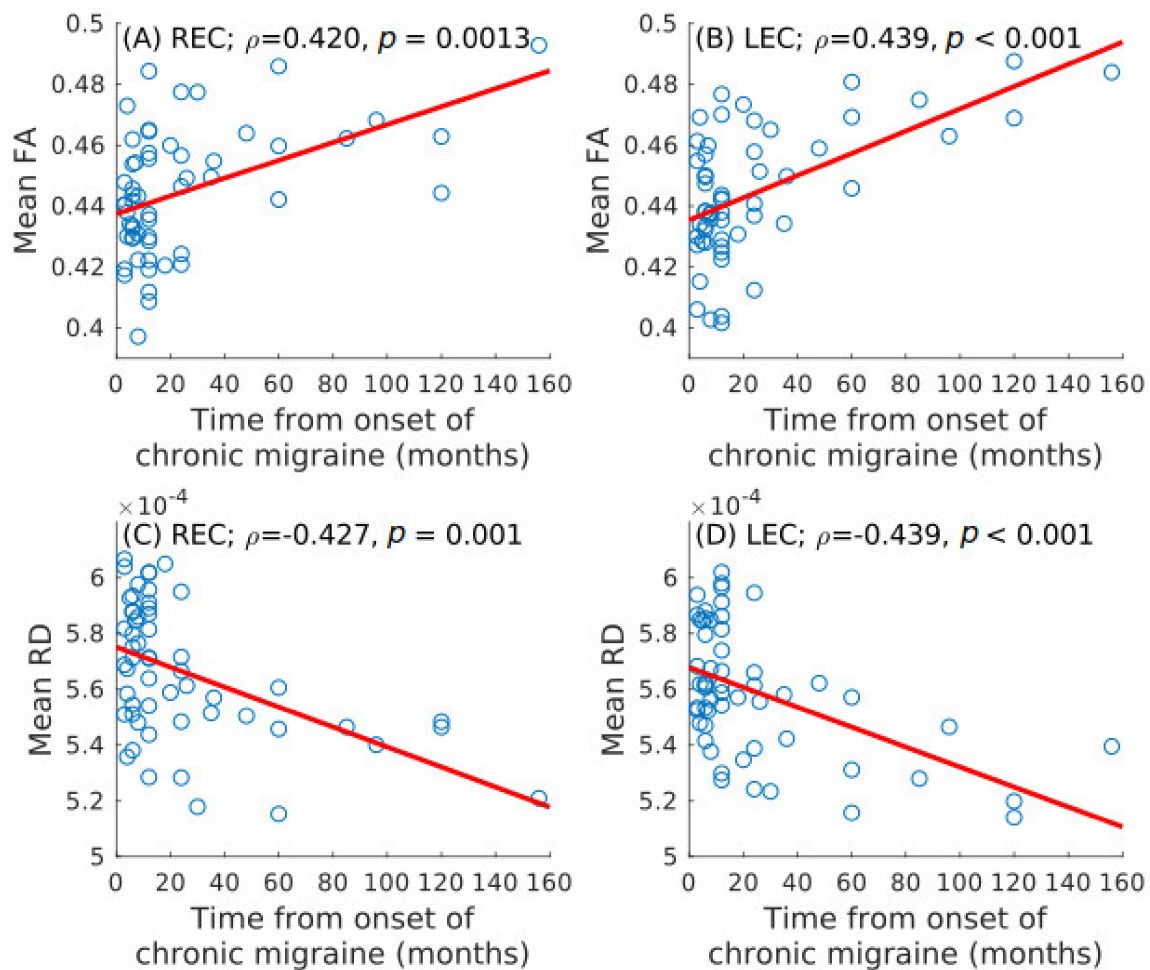 (A) REC; ρ=0.420, p = 0.0013
0.5
0.48
0.46
0.44
0.42
0.4
Mean FA
0 20 40 60 80 100 120 140 160
Time from onset of
chronic migraine (months)
(B) LEC; ρ=0.439, p < 0.001
0.5
0.48
0.46
0.44
0.42
0.4
Mean FA
0 20 40 60 80 100 120 140 160
Time from onset of
chronic migraine (months)
×10⁻⁴
(C) REC; ρ=-0.427, p = 0.001
6
5.8
5.6
5.4
5.2
5
Mean RD
0 20 40 60 80 100 120 140 160
Time from onset of
chronic migraine (months)
×10⁻⁴
(D) LEC; ρ=-0.439, p < 0.001
6
5.8
5.6
5.4
5.2
5
Mean RD
0 20 40 60 80 100 120 140 160
Time from onset of
chronic migraine (months)